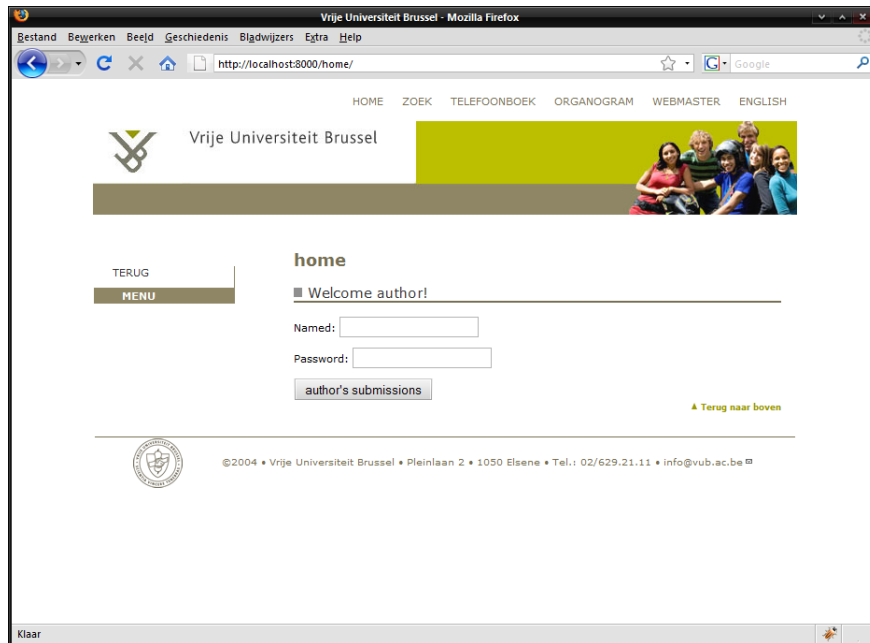 Vrije Universiteit Brussel - Mozilla Firefox
Bestand Bewerken Beeld Geschiedenis Bladwijzers Extra Help
http://localhost:8000/home/ G Google
HOME ZOEK TELEFOONBOEK ORGANOGRAM WEBMASTER ENGLISH
Vrije Universiteit Brussel
home
TERUG
Welcome author!
MENU
Named:
Password:
author's submissions
Terug naar boven
©2004 • Vrije Universiteit Brussel • Pleinlaan 2 • 1050 Elsene • Tel.: 02/629.21.11 • info@vub.ac.be
Klaar